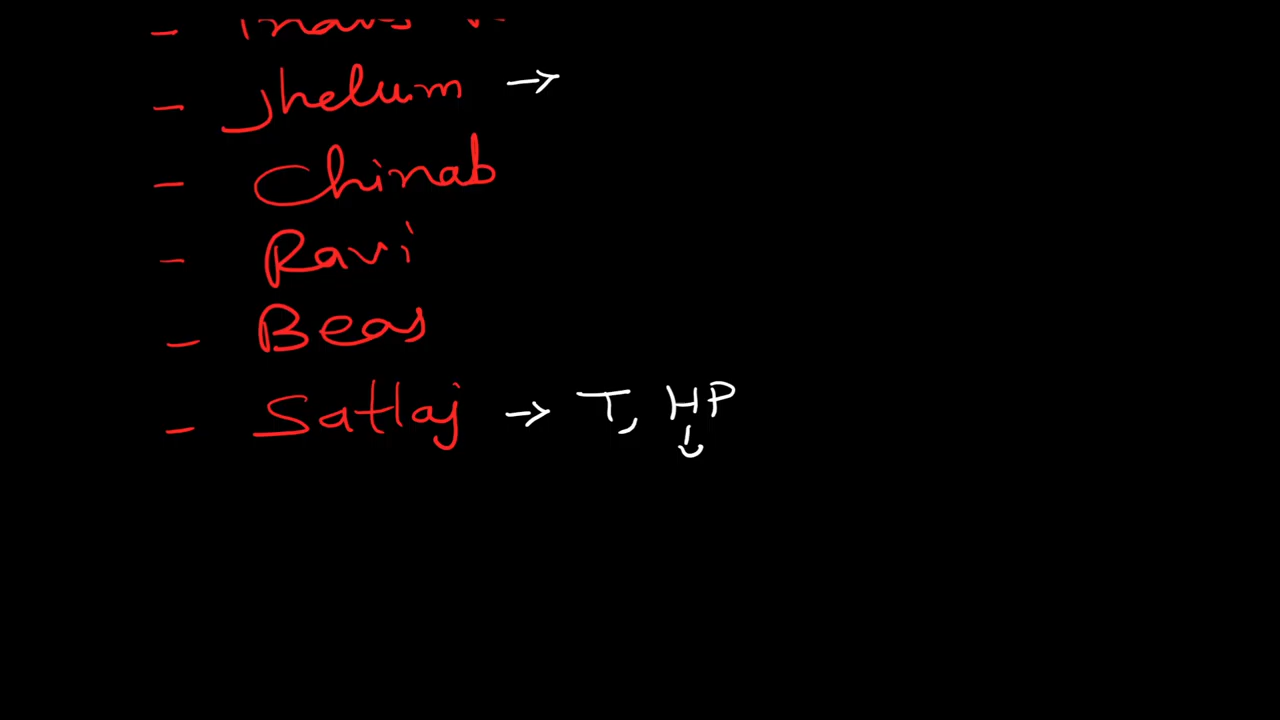 - Jhelum →
- Chinab
- Ravi
- Beas
- Satlaj → T, HP
↓